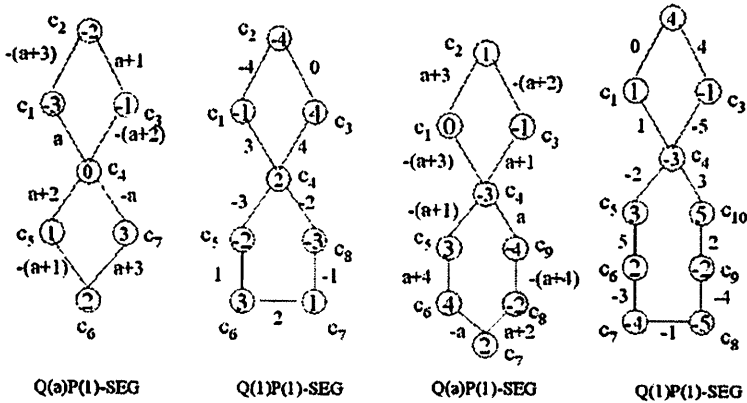 c₂ -2
-(a+3) a+1
c₁ -3 -1 c₃
a -(a+2)
0 c₄
a+2 -a
c₅ 1 3 c₇
-(a+1) a+3
2
c₆
Q(a)P(1)-SEG
c₂ -4
-4 0
c₁ -1 4 c₃
3 4
2 c₄
-3 -2
c₅ -2 -3 c₈
1 -1
3 2 1
c₆ c₇
Q(1)P(1)-SEG
c₂ 1
a+3 -(a+2)
c₁ 0 -1 c₃
-(a+3) a+1
-3 c₄
-(a+1) a
c₅ 3 -4 c₉
a+4 -(a+4)
c₆ 4 -2 c₈
-a a+2
2
c₇
Q(a)P(1)-SEG
4
0 4
c₁ 1 -1 c₃
1 -5
-3 c₄
-2 3
c₅ 3 5 c₁₀
5 2
c₆ 2 -2 c₉
-3 -4
c₇ -4 -1 -5 c₈
Q(1)P(1)-SEG